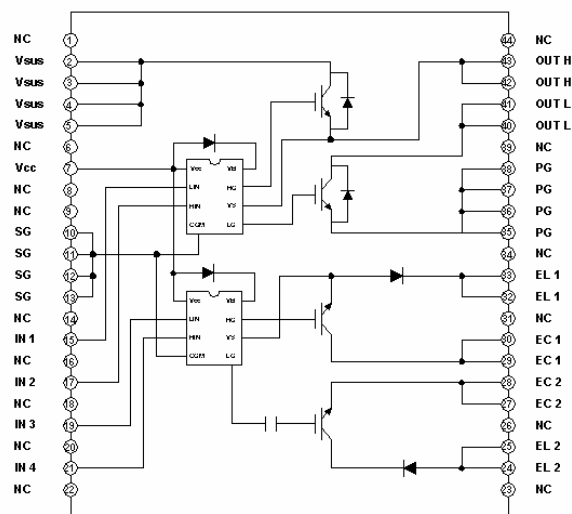 NC 1
Vsus 2
Vsus 3
Vsus 4
Vsus 5
NC 6
Vcc 7
NC 8
NC 9
SG 10
SG 11
SG 12
SG 13
NC 14
IN 1 15
NC 16
IN 2 17
NC 18
IN 3 19
NC 20
IN 4 21
NC 22
Vcc VB
LIN HG
HIN VS
COM LG
Vcc VB
LIN HG
HIN VS
COM LG
44 NC
43 OUT H
42 OUT H
41 OUT L
40 OUT L
39 NC
38 PG
37 PG
36 PG
35 PG
34 NC
33 EL 1
32 EL 1
31 NC
30 EC 1
29 EC 1
28 EC 2
27 EC 2
26 NC
25 EL 2
24 EL 2
23 NC